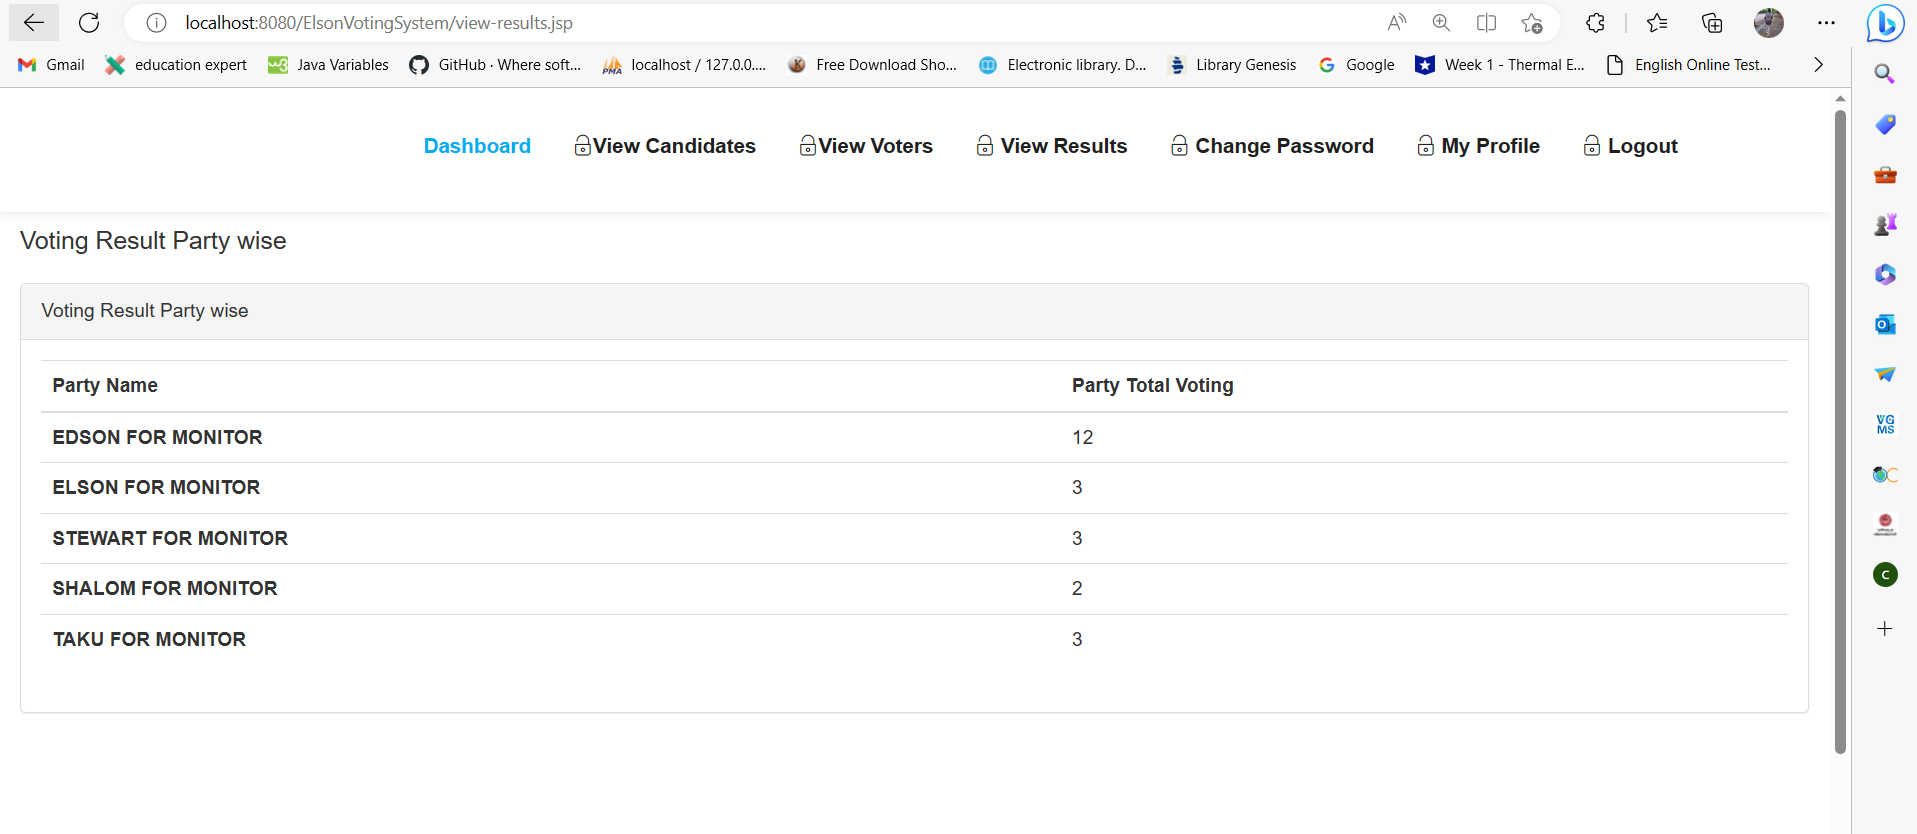 localhost:8080/ElsonVotingSystem/view-results.jsp
Gmail education expert Java Variables GitHub · Where soft... localhost / 127.0.0.... Free Download Sho... Electronic library. D... Library Genesis Google Week 1 - Thermal E... English Online Test...
Dashboard View Candidates View Voters View Results Change Password My Profile Logout
Voting Result Party wise
Voting Result Party wise
Party Name Party Total Voting
EDSON FOR MONITOR 12
ELSON FOR MONITOR 3
STEWART FOR MONITOR 3
SHALOM FOR MONITOR 2
TAKU FOR MONITOR 3
VG
MS
C